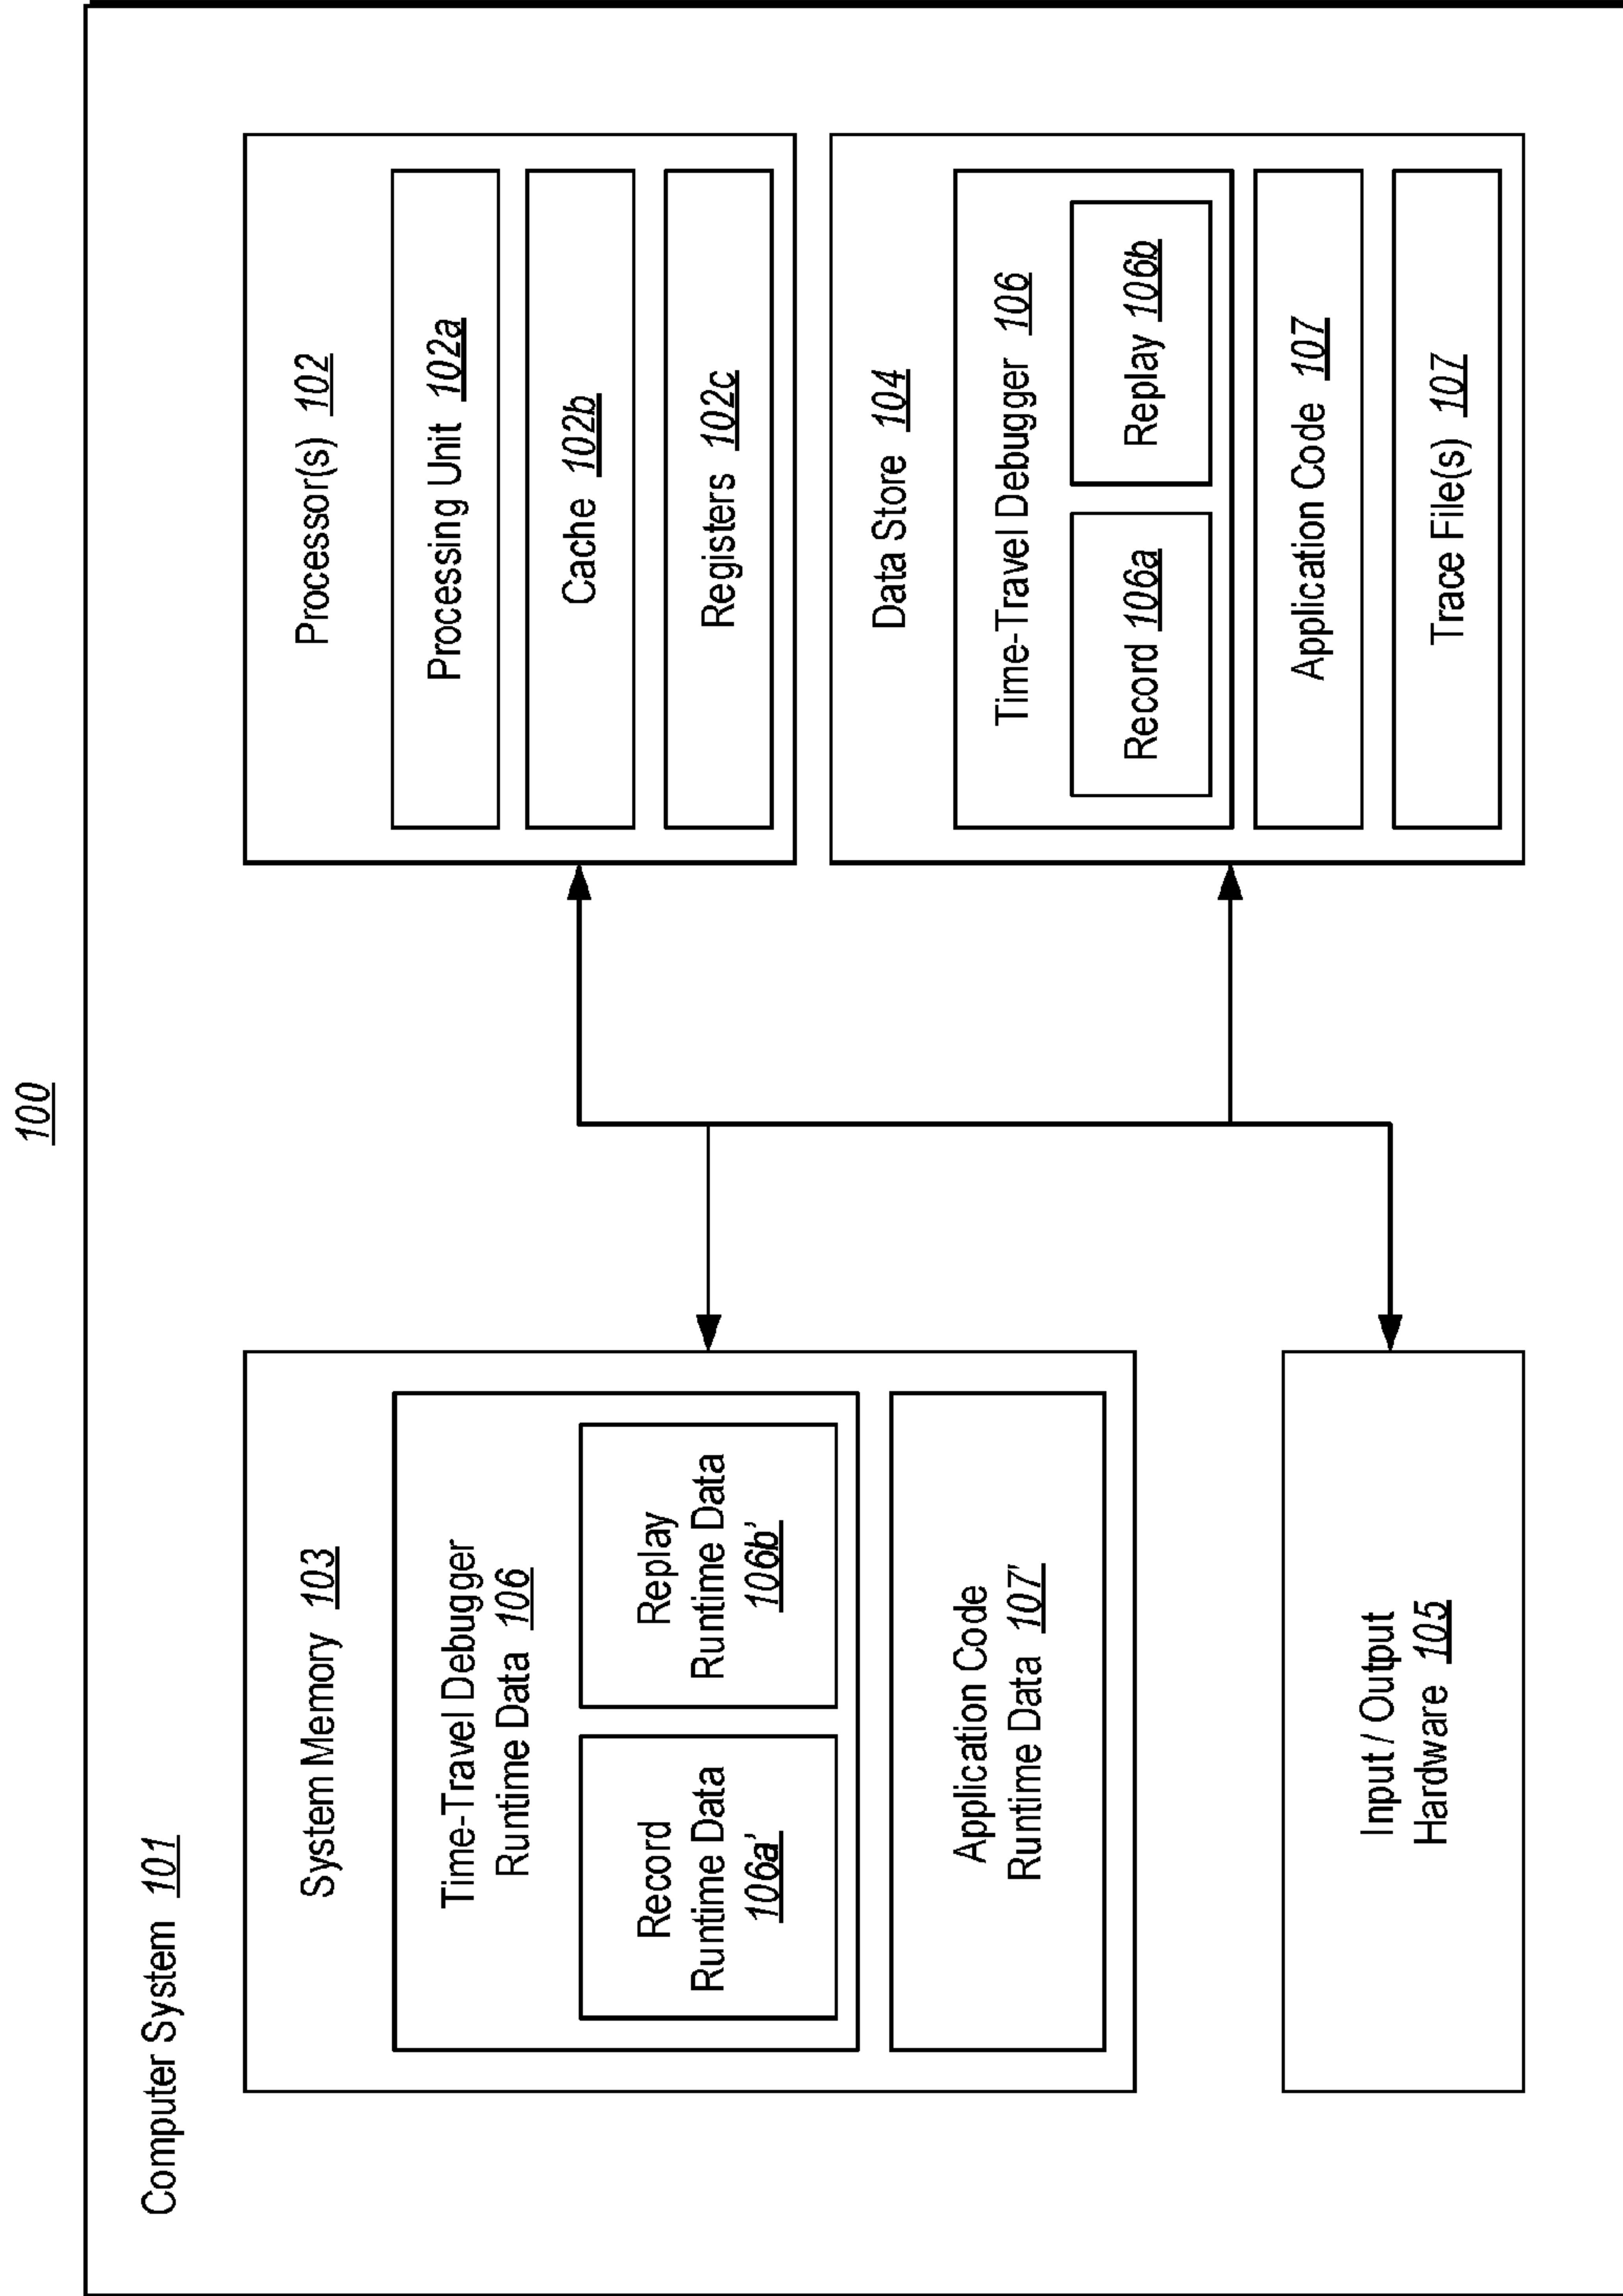 100
Computer System 101
System Memory 103
Time-Travel Debugger
Runtime Data 106
Record
Runtime Data
106a’
Replay
Runtime Data
106b’
Application Code
Runtime Data 107’
Input / Output
Hardware 105
Processor(s) 102
Processing Unit 102a
Cache 102b
Registers 102c
Data Store 104
Time-Travel Debugger 106
Record 106a
Replay 106b
Application Code 107
Trace File(s) 107